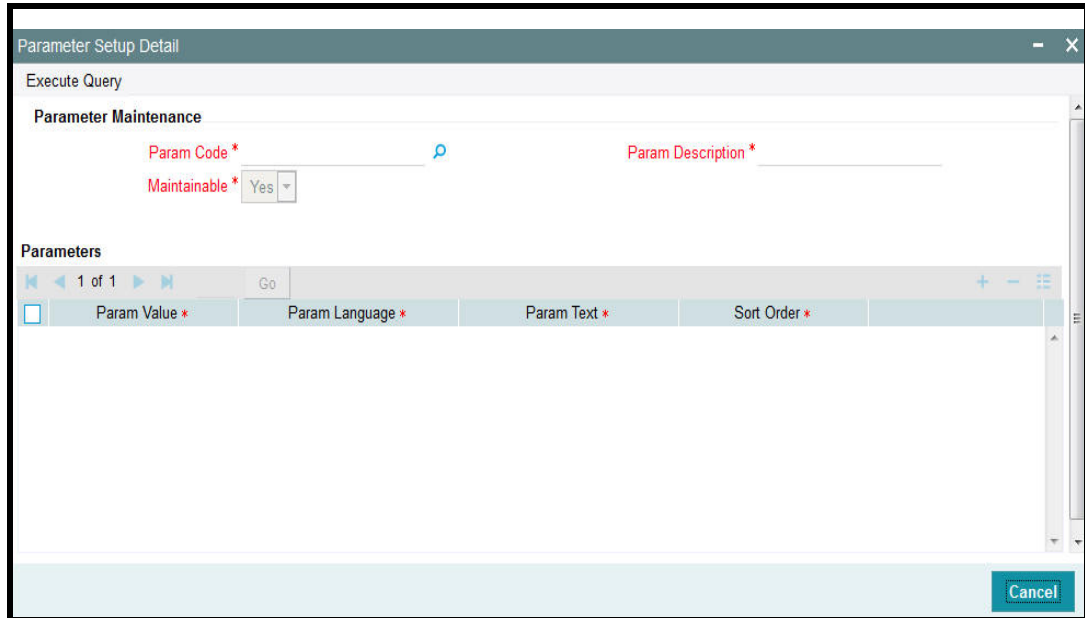 Parameter Setup Detail
Execute Query
Parameter Maintenance
Param Code * Param Description *
Maintainable * Yes
Parameters
1 of 1 Go
Param Value * Param Language * Param Text * Sort Order *
Cancel